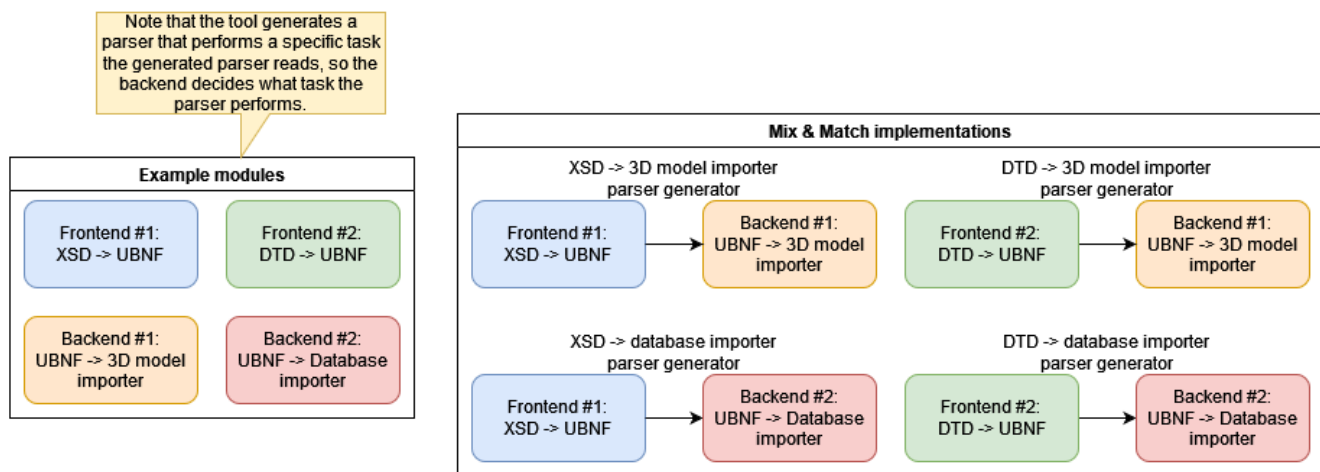 Note that the tool generates a
parser that performs a specific task
the generated parser reads, so the
backend decides what task the
parser performs.
Example modules
Frontend #1:
XSD -> UBNF
Frontend #2:
DTD -> UBNF
Backend #1:
UBNF -> 3D model
importer
Backend #2:
UBNF -> Database
importer
Mix & Match implementations
XSD -> 3D model importer
parser generator
Frontend #1:
XSD -> UBNF
Backend #1:
UBNF -> 3D model
importer
DTD -> 3D model importer
parser generator
Frontend #2:
DTD -> UBNF
Backend #1:
UBNF -> 3D model
importer
XSD -> database importer
parser generator
Frontend #1:
XSD -> UBNF
Backend #2:
UBNF -> Database
importer
DTD -> database importer
parser generator
Frontend #2:
DTD -> UBNF
Backend #2:
UBNF -> Database
importer